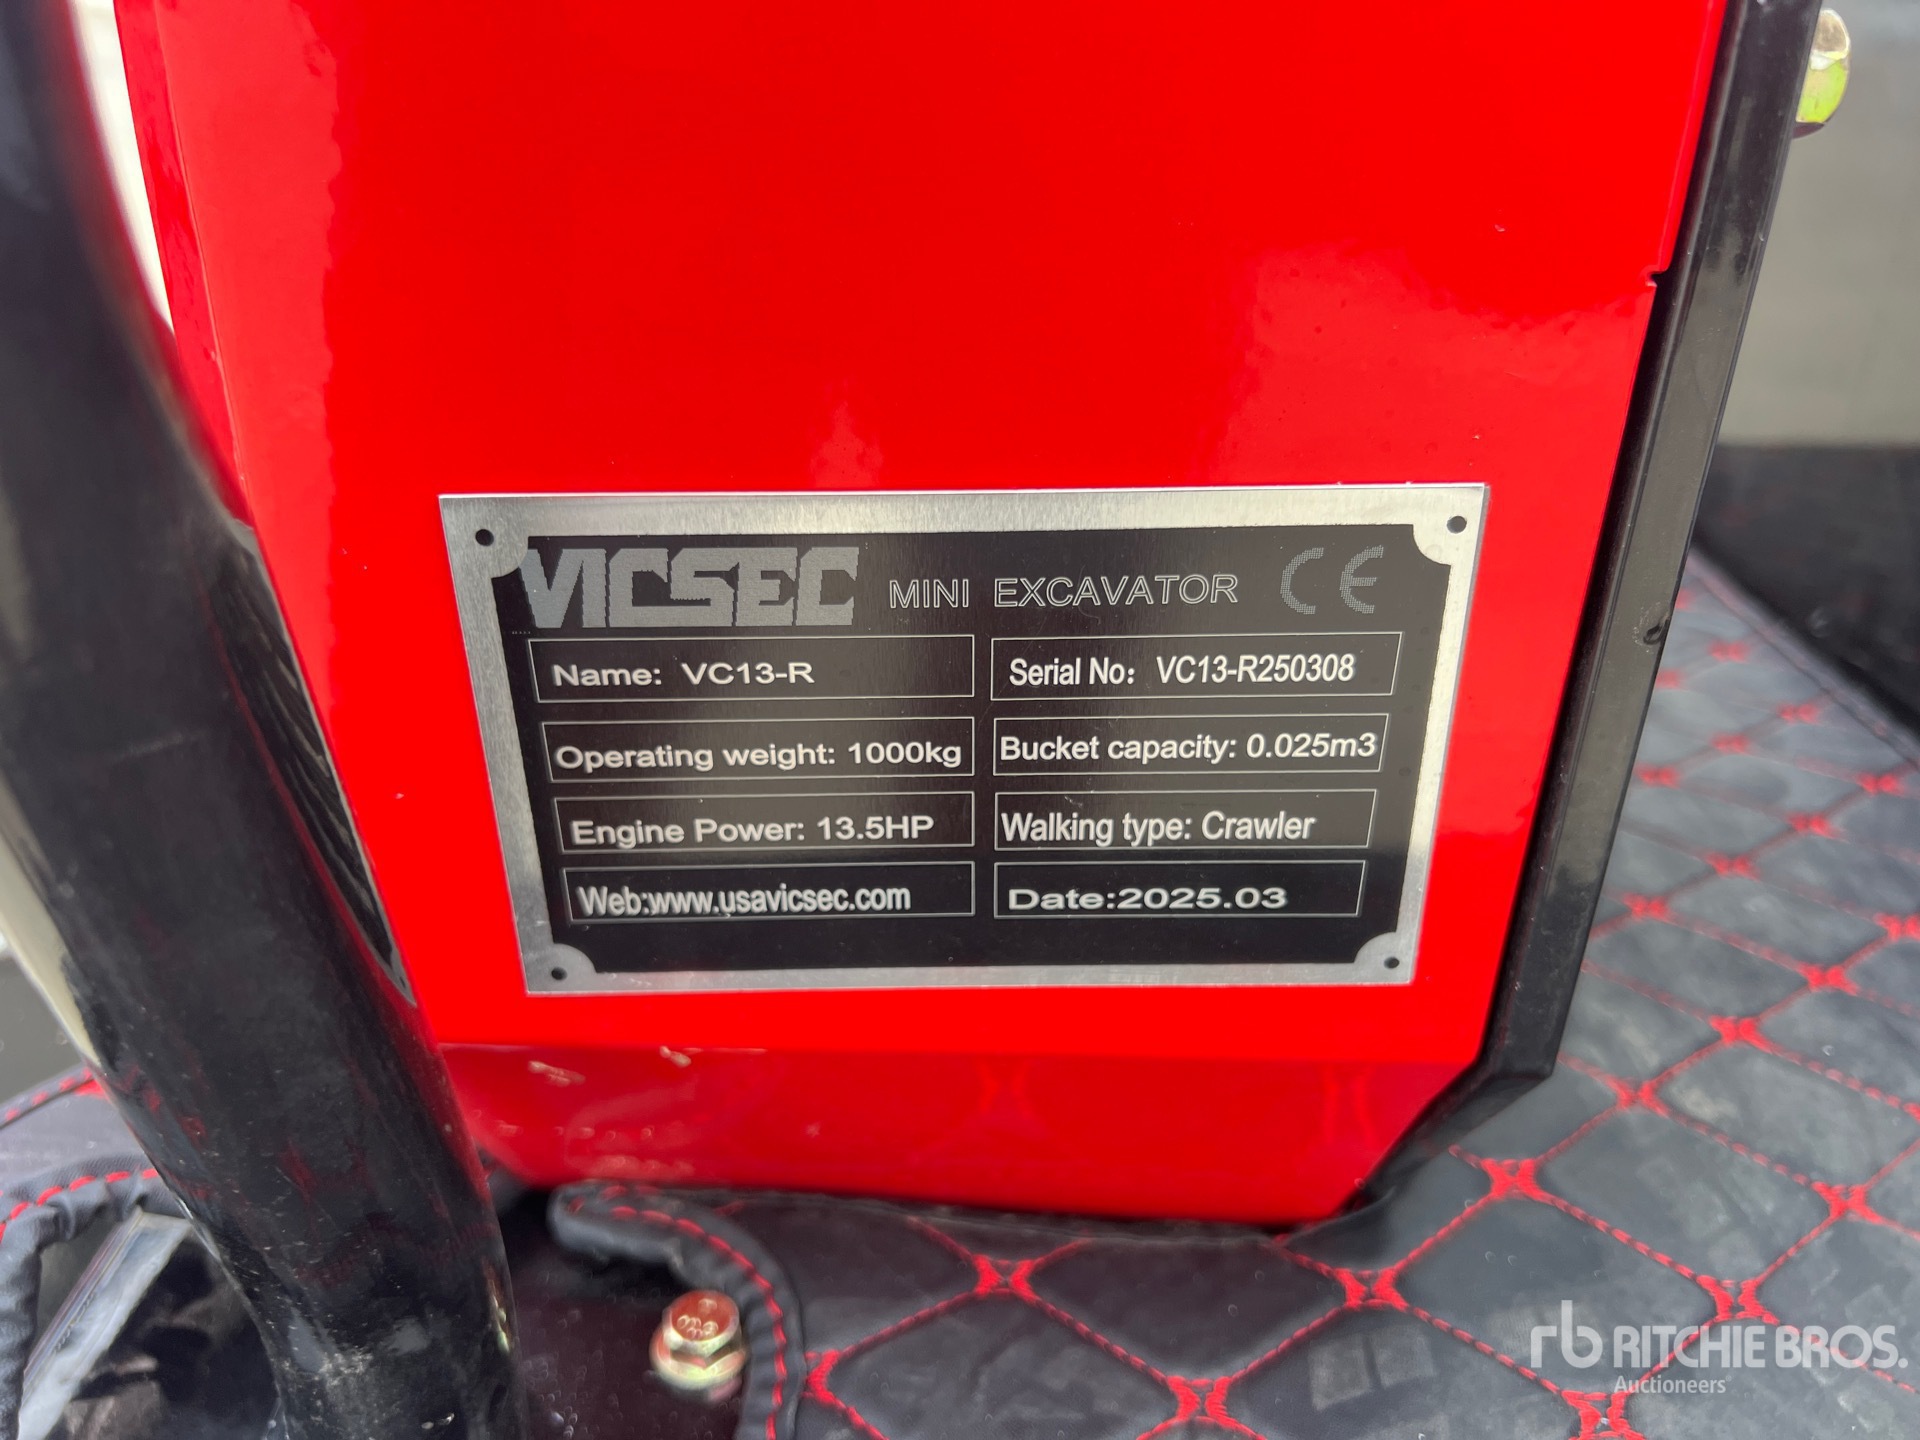 VICSEC MINI EXCAVATOR CE
Name: VC13-R
Serial No: VC13-R250308
Operating weight: 1000kg
Bucket capacity: 0.025m3
Engine Power: 13.5HP
Walking type: Crawler
Web:www.usavicsec.com
Date:2025.03
rb RITCHIE BROS.
Auctioneers